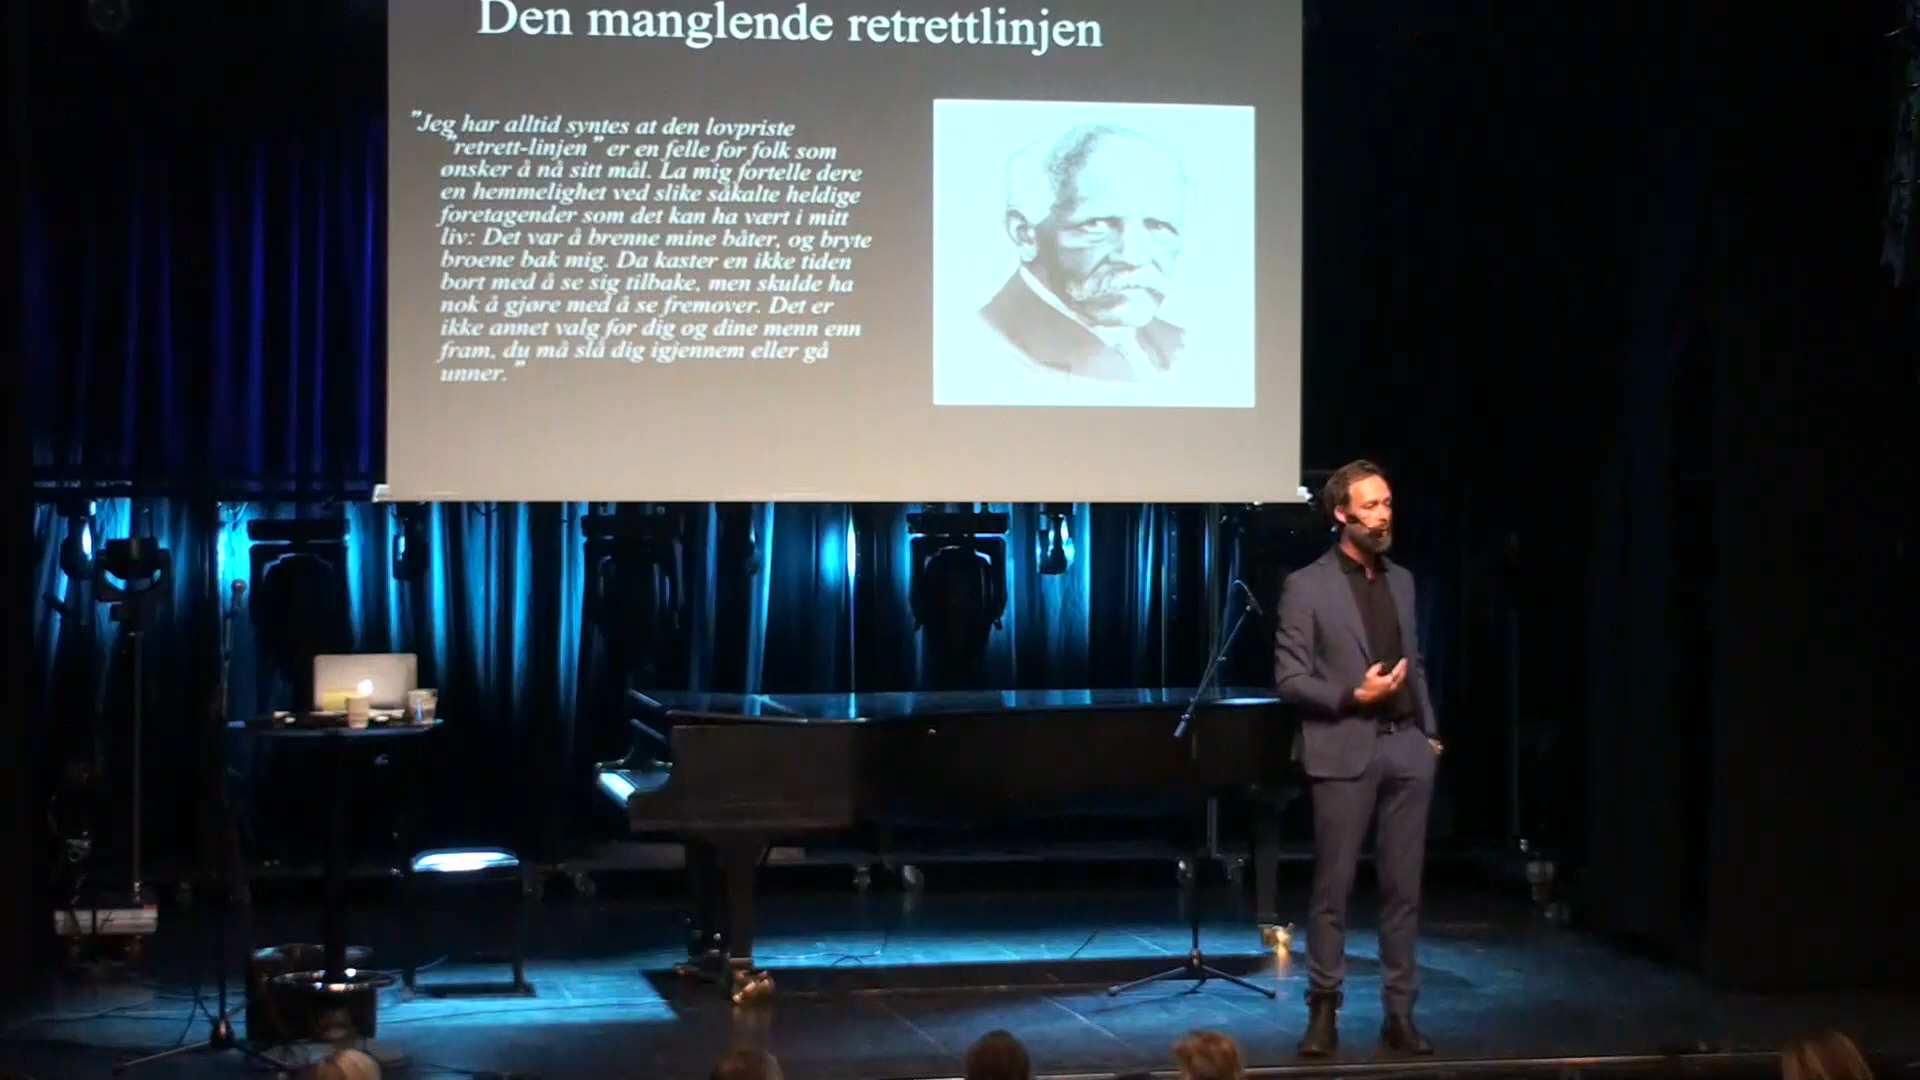 Den manglende retrettlinjen
"Jeg har alltid syntes at den lovpriste
"retrett-linjen" er en felle for folk som
ønsker å nå sitt mål. La mig fortelle dere
en hemmelighet ved slike såkalte heldige
foretagender som det kan ha vært i mitt
liv: Det var å brenne mine båter, og bryte
broene bak mig. Da kaster en ikke tiden
bort med å se sig tilbake, men skulde ha
nok å gjøre med å se fremover. Det er
ikke annet valg for dig og dine menn enn
fram, du må slå dig igjennem eller gå
unner."